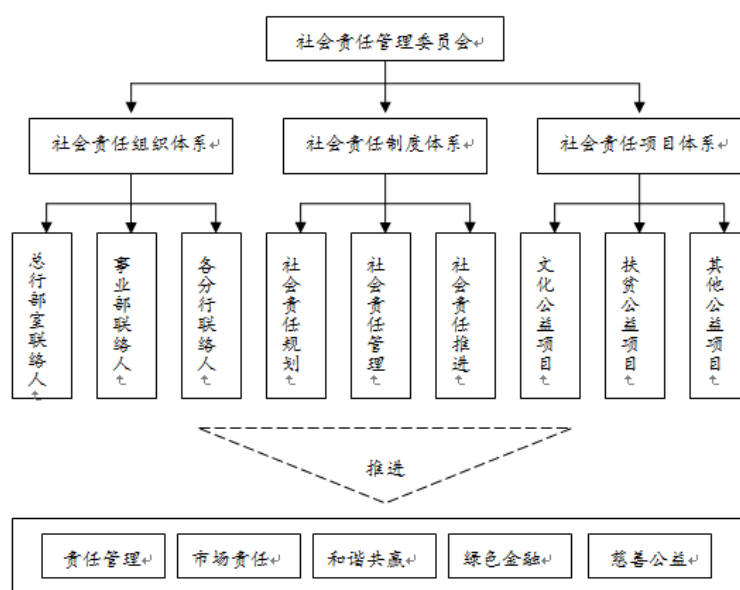 社会责任管理委员会
社会责任组织体系
社会责任制度体系
社会责任项目体系
总行部室联络人
事业部联络人
各分行联络人
社会责任规划
社会责任管理
社会责任推进
文化公益项目
扶贫公益项目
其他公益项目
推进
责任管理
市场责任
和谐共赢
绿色金融
慈善公益